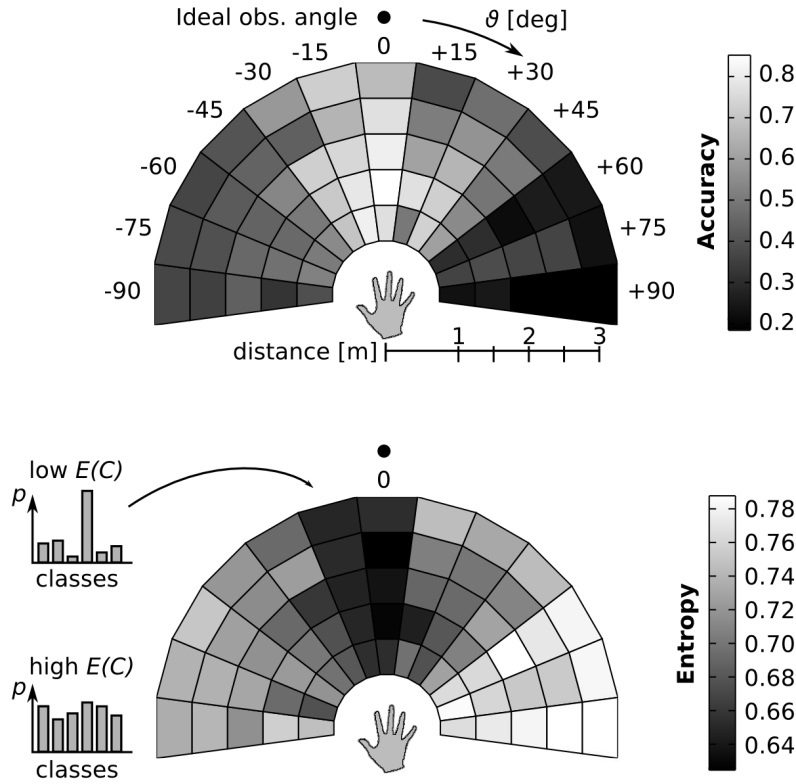 Ideal obs. angle
ϑ [deg]
0
-15
+15
-30
+30
-45
+45
-60
+60
-75
+75
-90
+90
distance [m]
1
2
3
Accuracy
0.8
0.7
0.6
0.5
0.4
0.3
0.2
low E(C)
p
classes
high E(C)
p
classes
0
Entropy
0.78
0.76
0.74
0.72
0.70
0.68
0.66
0.64